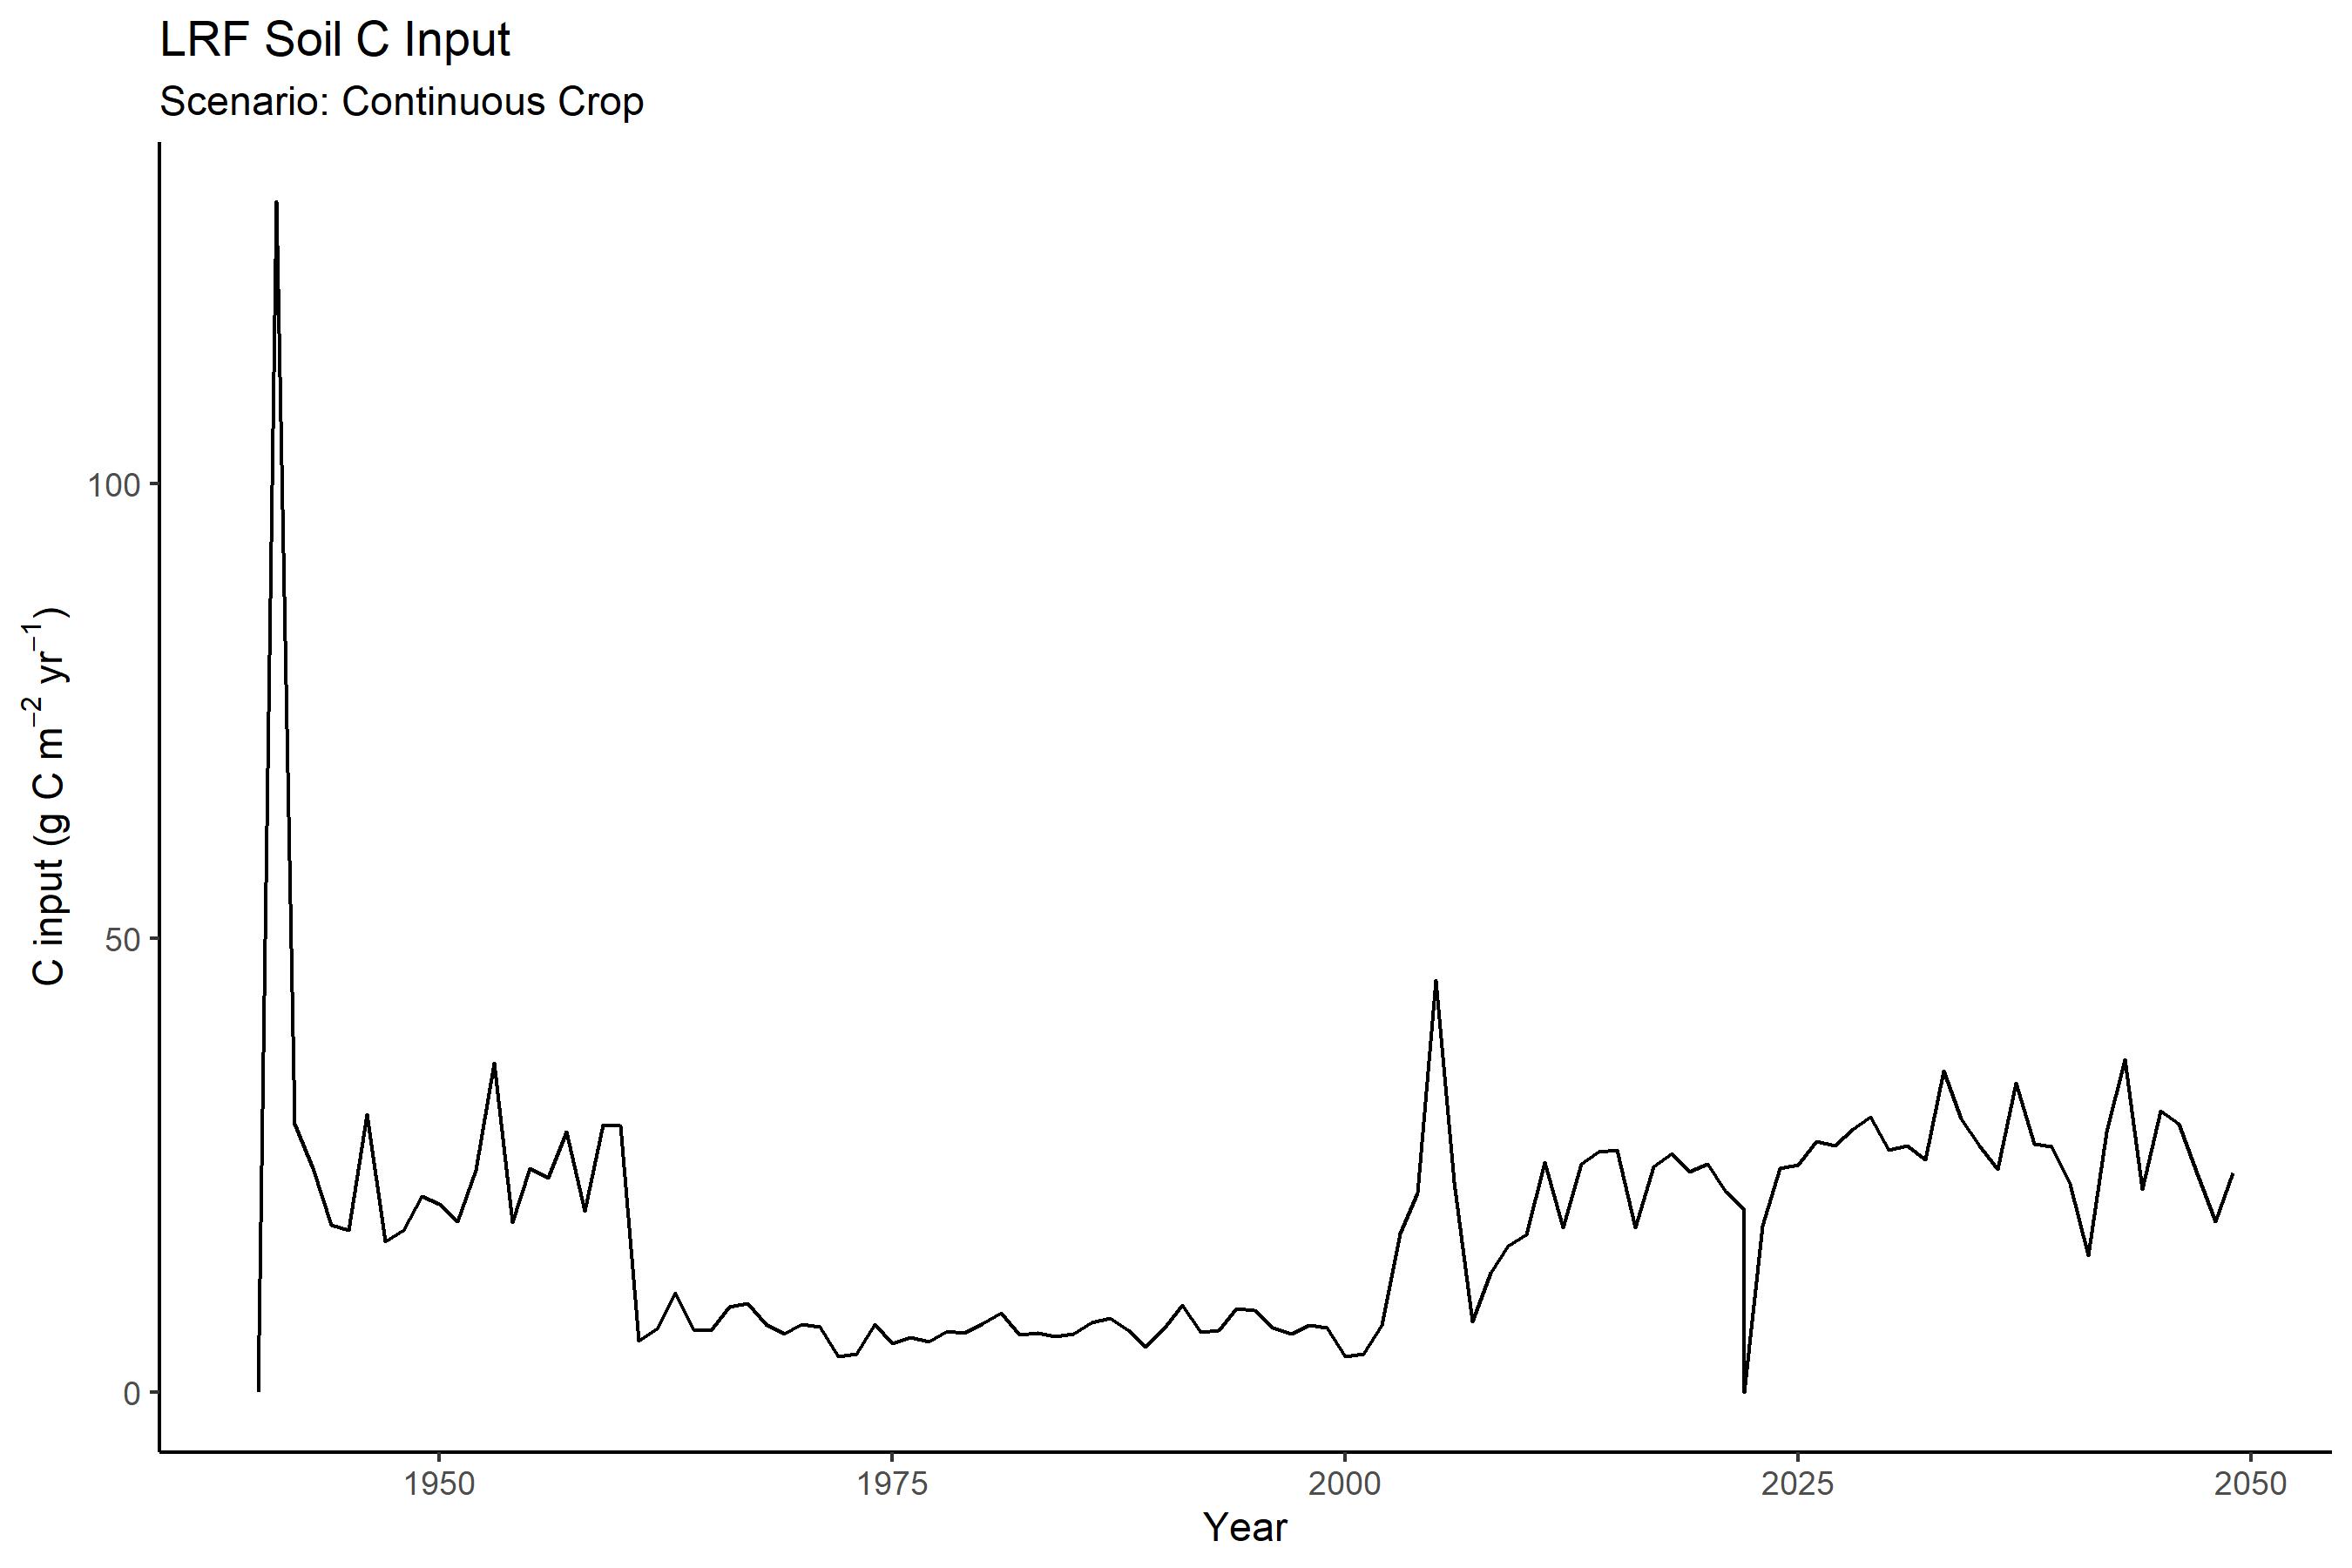 LRF Soil C Input
Scenario: Continuous Crop
C input (g C m⁻² yr⁻¹)
100
50
0
1950 1975 2000 2025 2050
Year